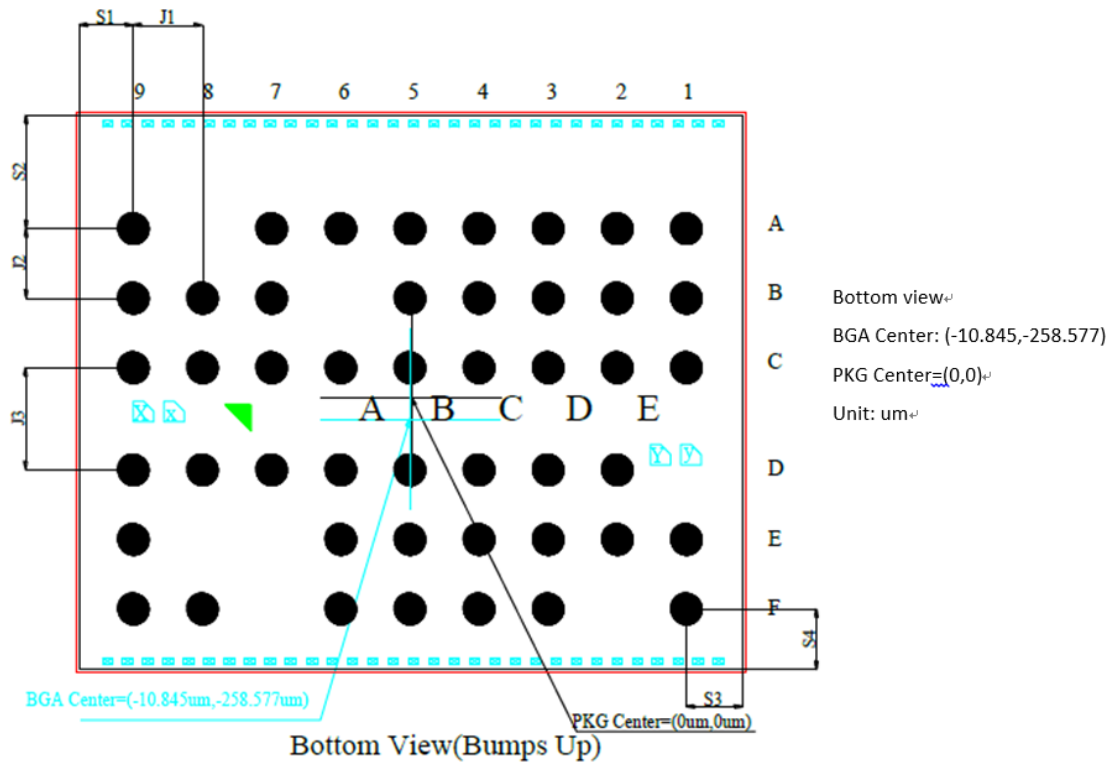 S1 J1
9 8 7 6 5 4 3 2 1
S2
A
J2
B
Bottom view
BGA Center: (-10.845,-258.577)
C
PKG Center=(0,0)
Unit: um
J3
X x
A B C D E
Y y
D
E
F
S4
S3
BGA Center=(-10.845um,-258.577um)
PKG Center=(0um,0um)
Bottom View(Bumps Up)